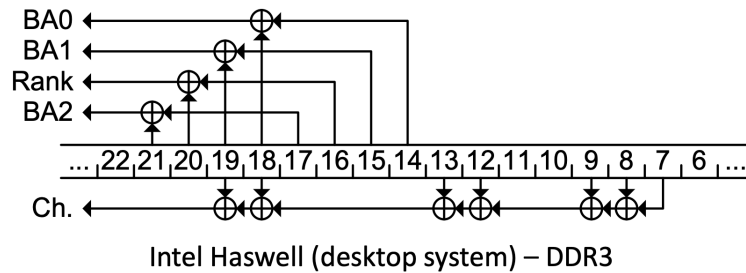 BA0
BA1
Rank
BA2
... 22 21 20 19 18 17 16 15 14 13 12 11 10 9 8 7 6 ...
Ch.
Intel Haswell (desktop system) – DDR3